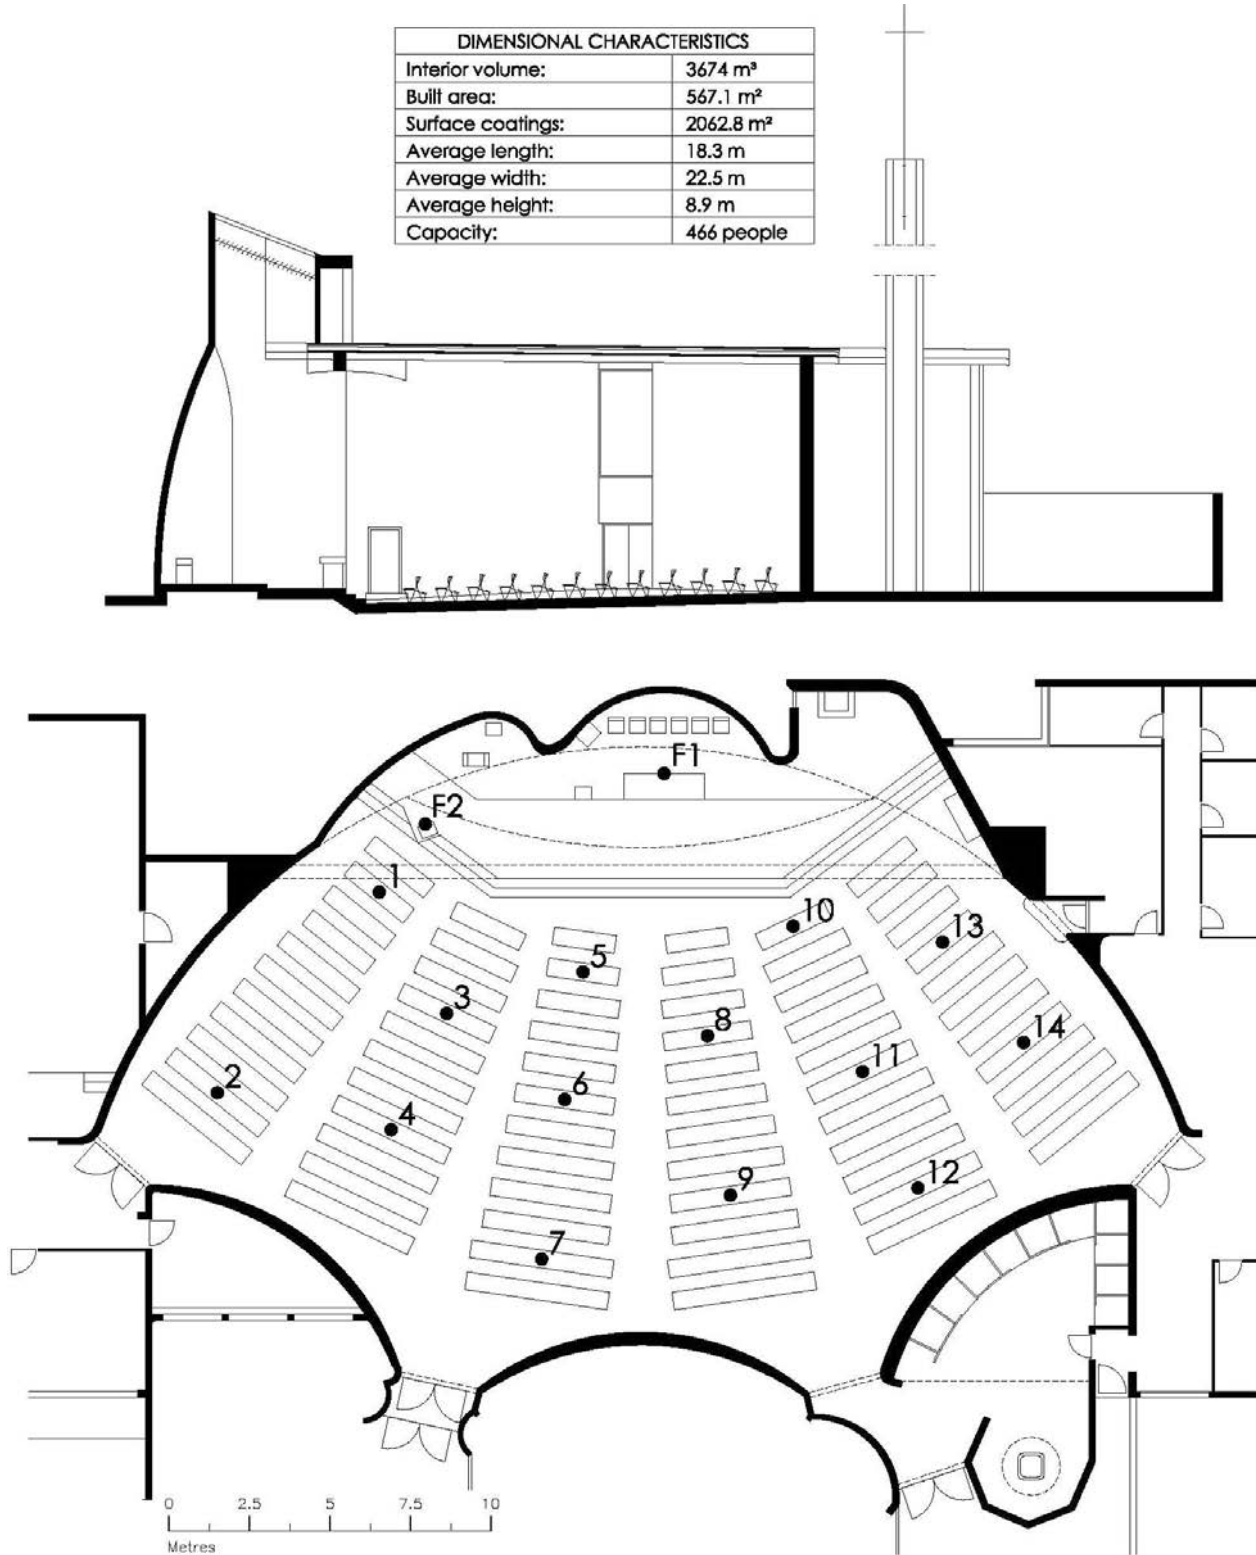 DIMENSIONAL CHARACTERISTICS
Interior volume: 3674 m³
Built area: 567.1 m²
Surface coatings: 2062.8 m²
Average length: 18.3 m
Average width: 22.5 m
Average height: 8.9 m
Capacity: 466 people
F1
F2
1
10
13
5
3
8
14
11
2
6
4
12
9
7
0 2.5 5 7.5 10
Metres